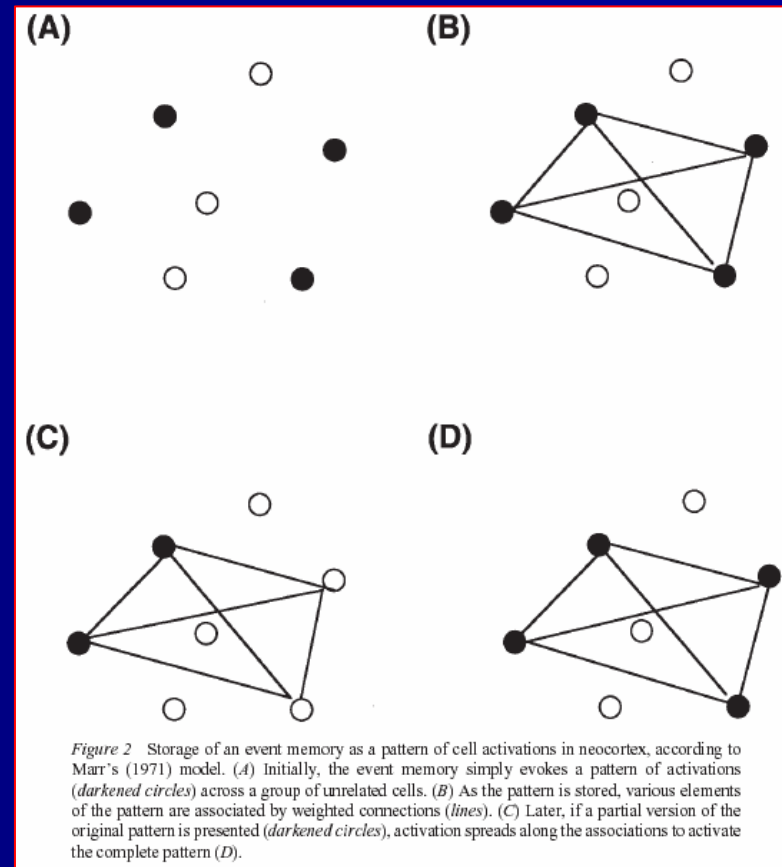 (A)
(B)
(C)
(D)
Figure 2 Storage of an event memory as a pattern of cell activations in neocortex, according to
Marr's (1971) model. (A) Initially, the event memory simply evokes a pattern of activations
(darkened circles) across a group of unrelated cells. (B) As the pattern is stored, various elements
of the pattern are associated by weighted connections (lines). (C) Later, if a partial version of the
original pattern is presented (darkened circles), activation spreads along the associations to activate
the complete pattern (D).